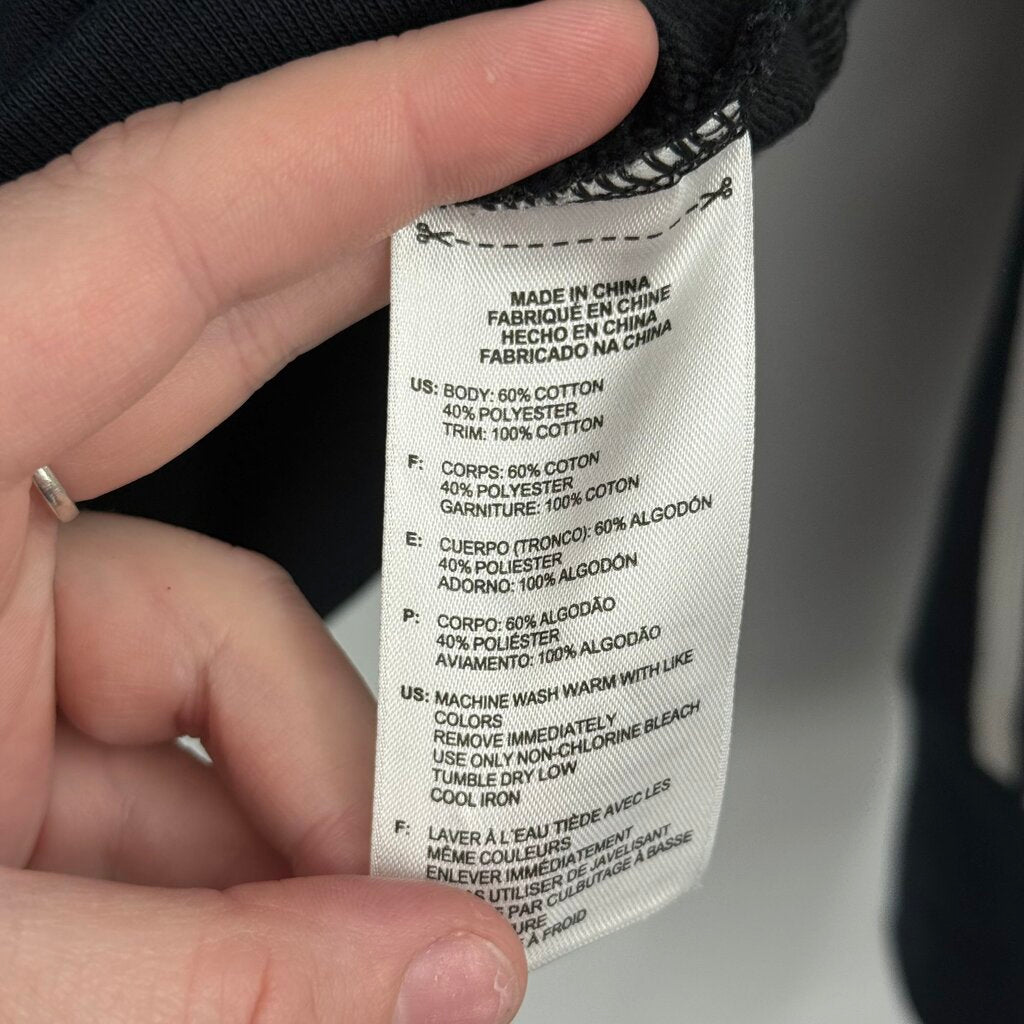 MADE IN CHINA
FABRIQUÉ EN CHINE
HECHO EN CHINA
FABRICADO NA CHINA
US: BODY: 60% COTTON
40% POLYESTER
TRIM: 100% COTTON
F: CORPS: 60% COTON
40% POLYESTER
GARNITURE: 100% COTON
E: CUERPO (TRONCO): 60% ALGODÓN
40% POLIESTER
ADORNO: 100% ALGODÓN
P: CORPO: 60% ALGODÃO
40% POLIÉSTER
AVIAMENTO: 100% ALGODÃO
US: MACHINE WASH WARM WITH LIKE
COLORS
REMOVE IMMEDIATELY
USE ONLY NON-CHLORINE BLEACH
TUMBLE DRY LOW
COOL IRON
F: LAVER À L'EAU TIÈDE AVEC LES
MÊME COULEURS
ENLEVER IMMÉDIATEMENT
UTILISER DE JAVELISANT
PAR CULBUTAGE À BASSE
À FROID